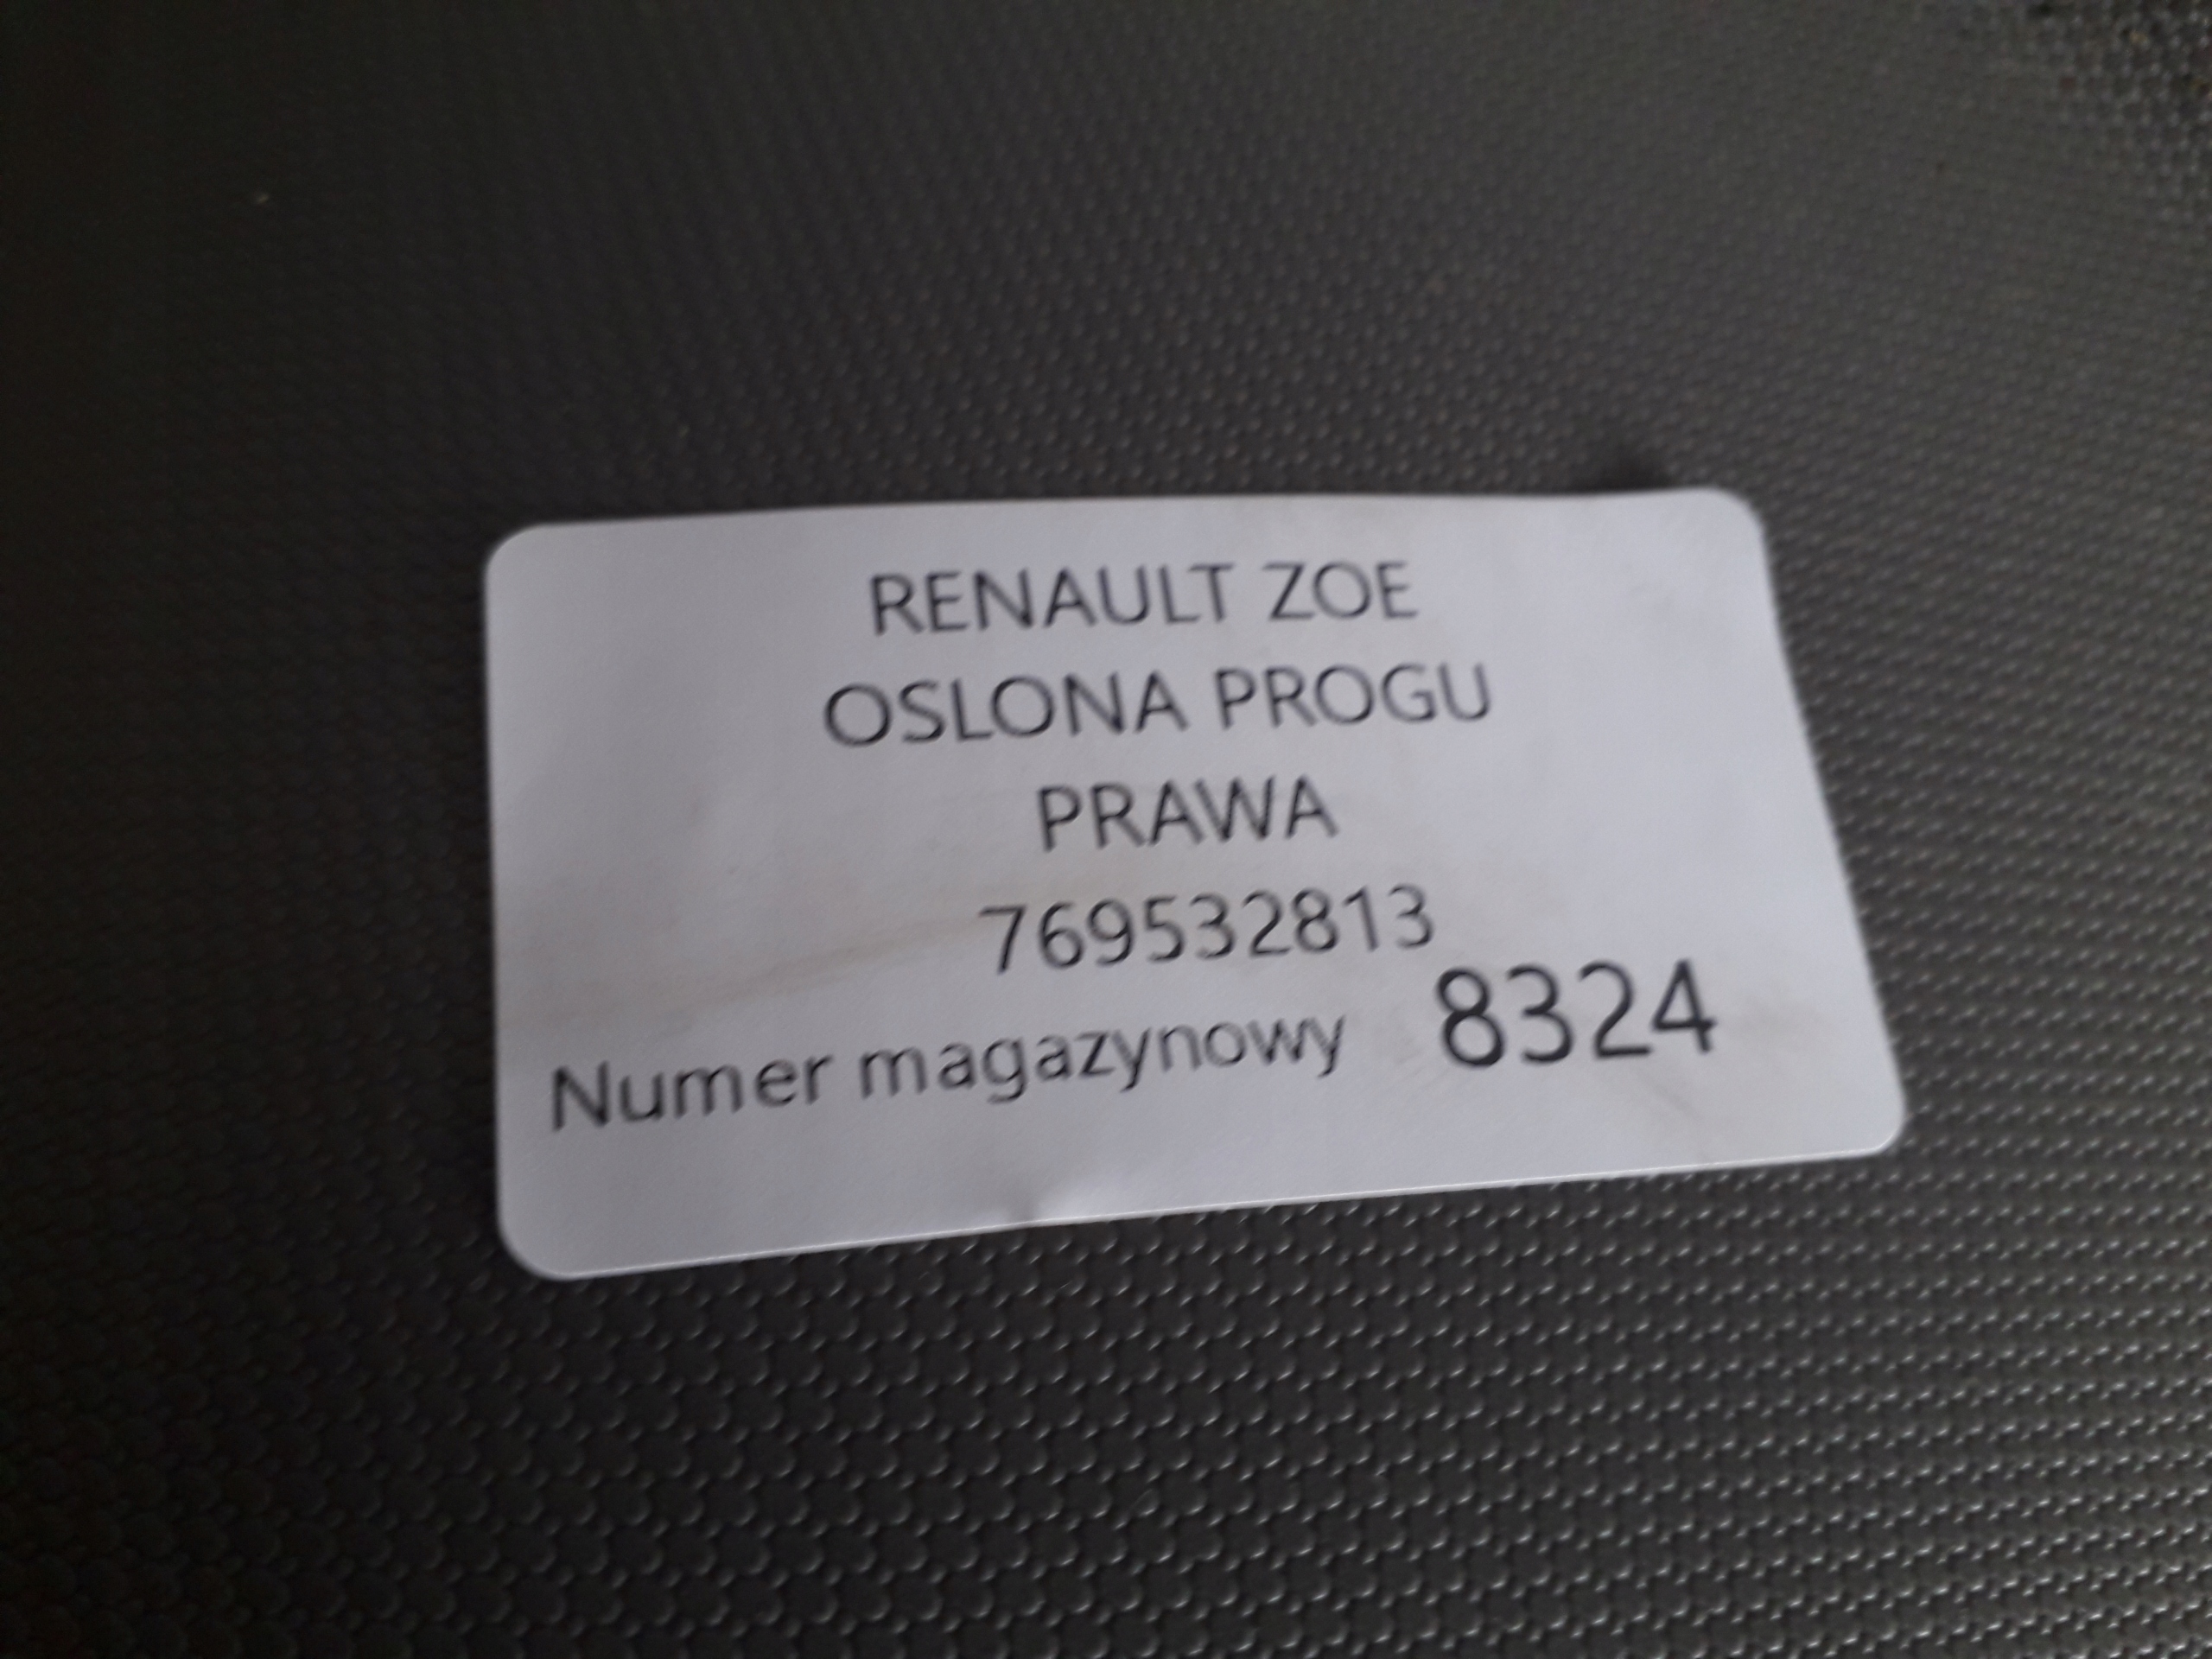 RENAULT ZOE
OSLONA PROGU
PRAWA
769532813
Numer magazynowy 8324